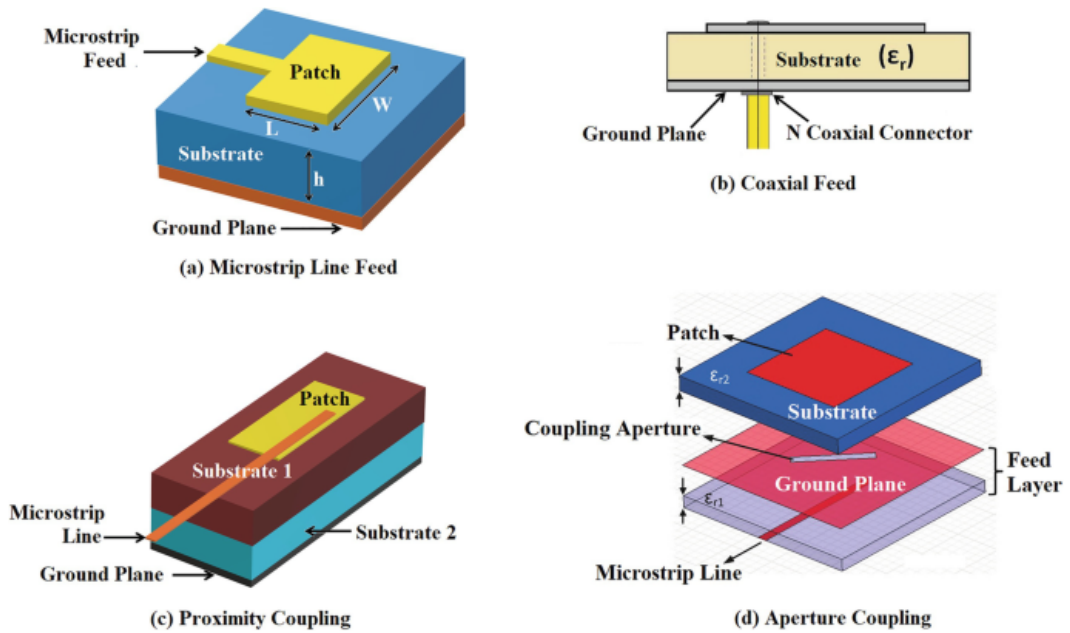 Microstrip
Feed
Patch
W
L
Substrate
h
Ground Plane
(a) Microstrip Line Feed
Substrate (εr)
Ground Plane
N Coaxial Connector
(b) Coaxial Feed
Patch
Substrate 1
Microstrip
Line
Substrate 2
Ground Plane
(c) Proximity Coupling
Patch
εr2
Substrate
Coupling Aperture
Ground Plane
Feed
Layer
εr1
Microstrip Line
(d) Aperture Coupling